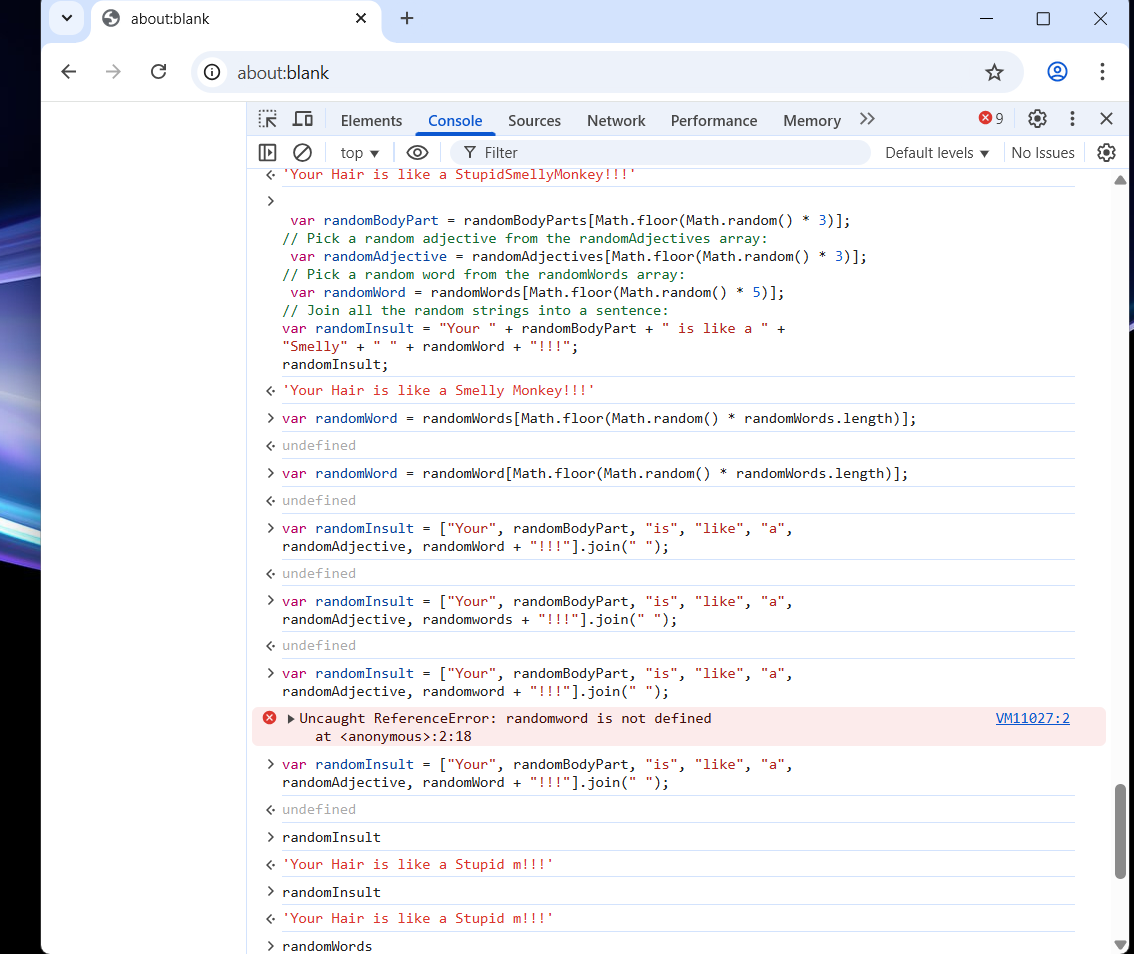 about:blank
about:blank
Elements Console Sources Network Performance Memory 9
top Filter Default levels No Issues
'Your Hair is like a StupidSmellyMonkey!!!'
var randomBodyPart = randomBodyParts[Math.floor(Math.random() * 3)];
// Pick a random adjective from the randomAdjectives array:
var randomAdjective = randomAdjectives[Math.floor(Math.random() * 3)];
// Pick a random word from the randomWords array:
var randomWord = randomWords[Math.floor(Math.random() * 5)];
// Join all the random strings into a sentence:
var randomInsult = "Your " + randomBodyPart + " is like a " +
"Smelly" + " " + randomWord + "!!!";
randomInsult;
'Your Hair is like a Smelly Monkey!!!'
var randomWord = randomWords[Math.floor(Math.random() * randomWords.length)];
undefined
var randomWord = randomWord[Math.floor(Math.random() * randomWords.length)];
undefined
var randomInsult = ["Your", randomBodyPart, "is", "like", "a",
randomAdjective, randomWord + "!!!"].join(" ");
undefined
var randomInsult = ["Your", randomBodyPart, "is", "like", "a",
randomAdjective, randomwords + "!!!"].join(" ");
undefined
var randomInsult = ["Your", randomBodyPart, "is", "like", "a",
randomAdjective, randomword + "!!!"].join(" ");
Uncaught ReferenceError: randomword is not defined VM11027:2
at <anonymous>:2:18
var randomInsult = ["Your", randomBodyPart, "is", "like", "a",
randomAdjective, randomWord + "!!!"].join(" ");
undefined
randomInsult
'Your Hair is like a Stupid m!!!'
randomInsult
'Your Hair is like a Stupid m!!!'
randomWords